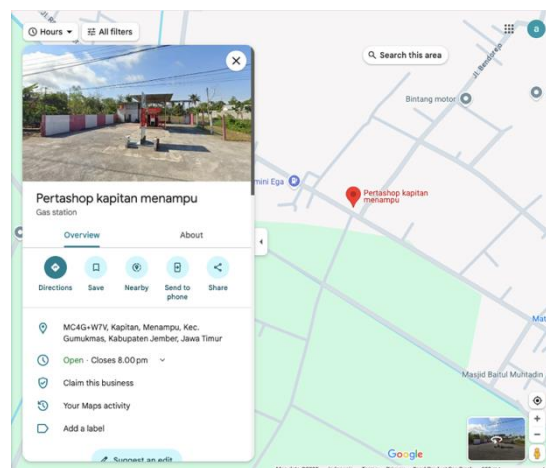 Hours
All filters
Search this area
a
Jl. Bendorejo
Bintang motor
mini Ega
Pertashop kapitan
menampu
Masjid Baitul Muhtadin
Google
Pertashop kapitan menampu
Gas station
Overview
About
Directions
Save
Nearby
Send to
phone
Share
MC4G+W7V, Kapitan, Menampu, Kec.
Gumukmas, Kabupaten Jember, Jawa Timur
Open · Closes 8.00 pm
Claim this business
Your Maps activity
Add a label
Suggest an edit